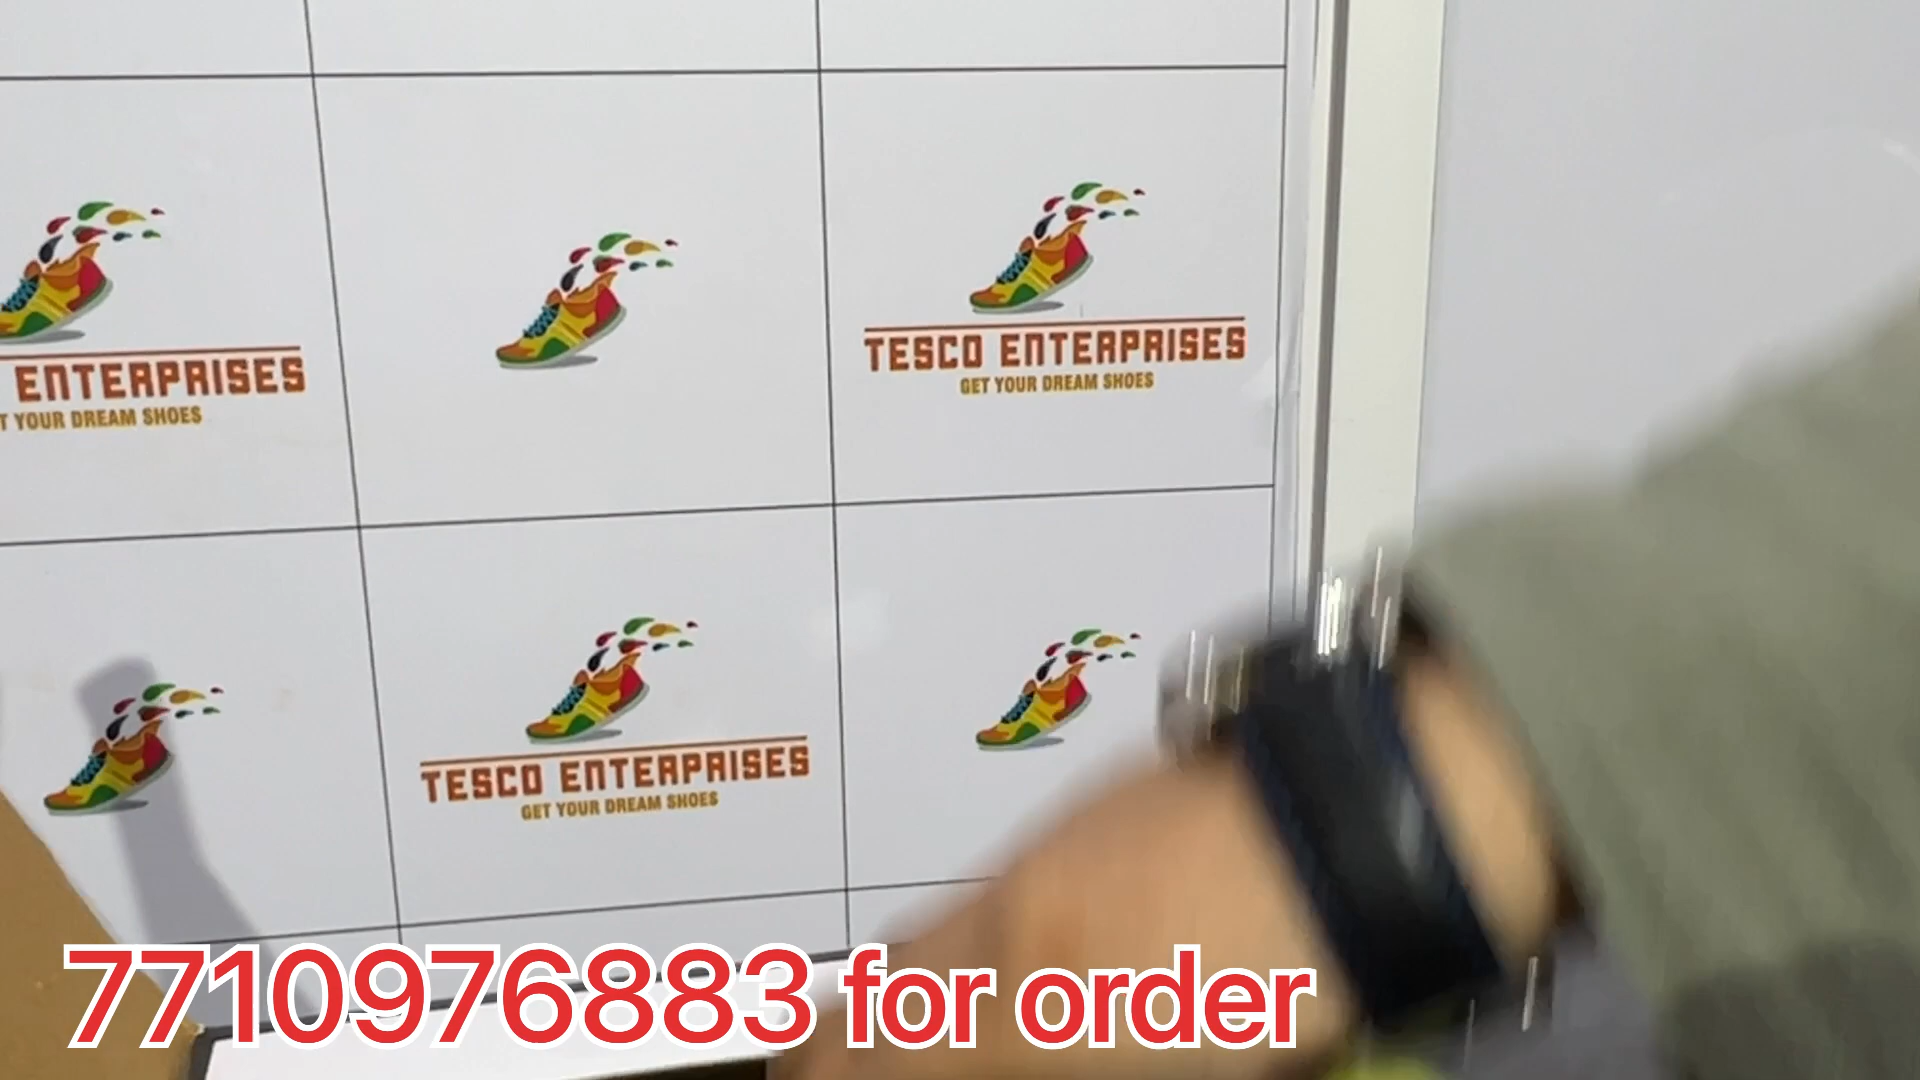 TESCO ENTERPRISES
GET YOUR DREAM SHOES
ENTERPRISES
T YOUR DREAM SHOES
TESCO ENTERPRISES
GET YOUR DREAM SHOES
7710976883 for order